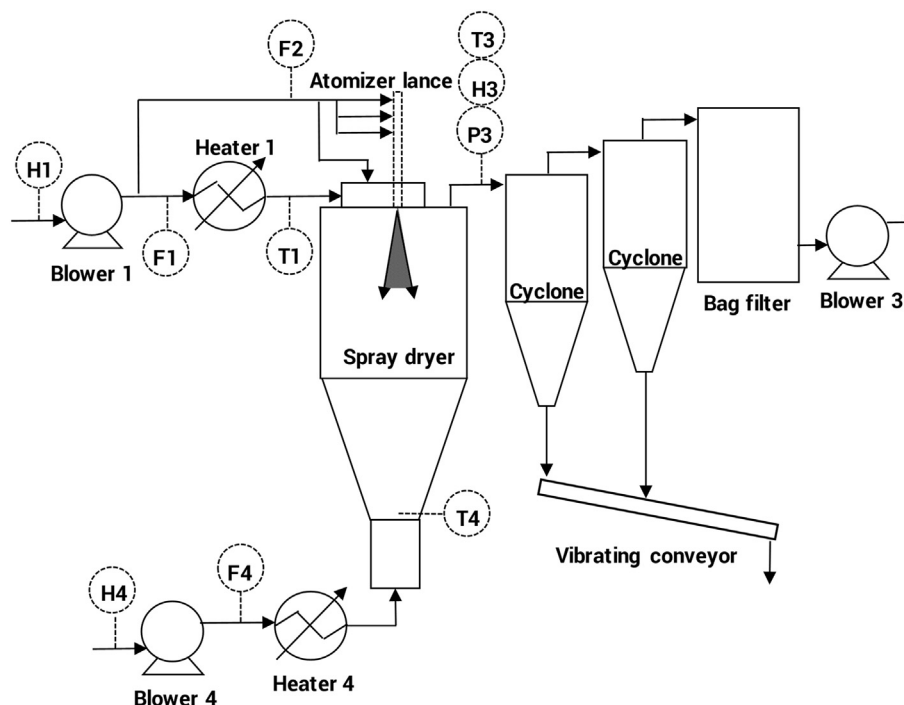 F2
T3
Atomizer lance
H3
P3
Heater 1
H1
F1
T1
Blower 1
Cyclone
Cyclone
Bag filter
Blower 3
Spray dryer
T4
Vibrating conveyor
F4
H4
Heater 4
Blower 4